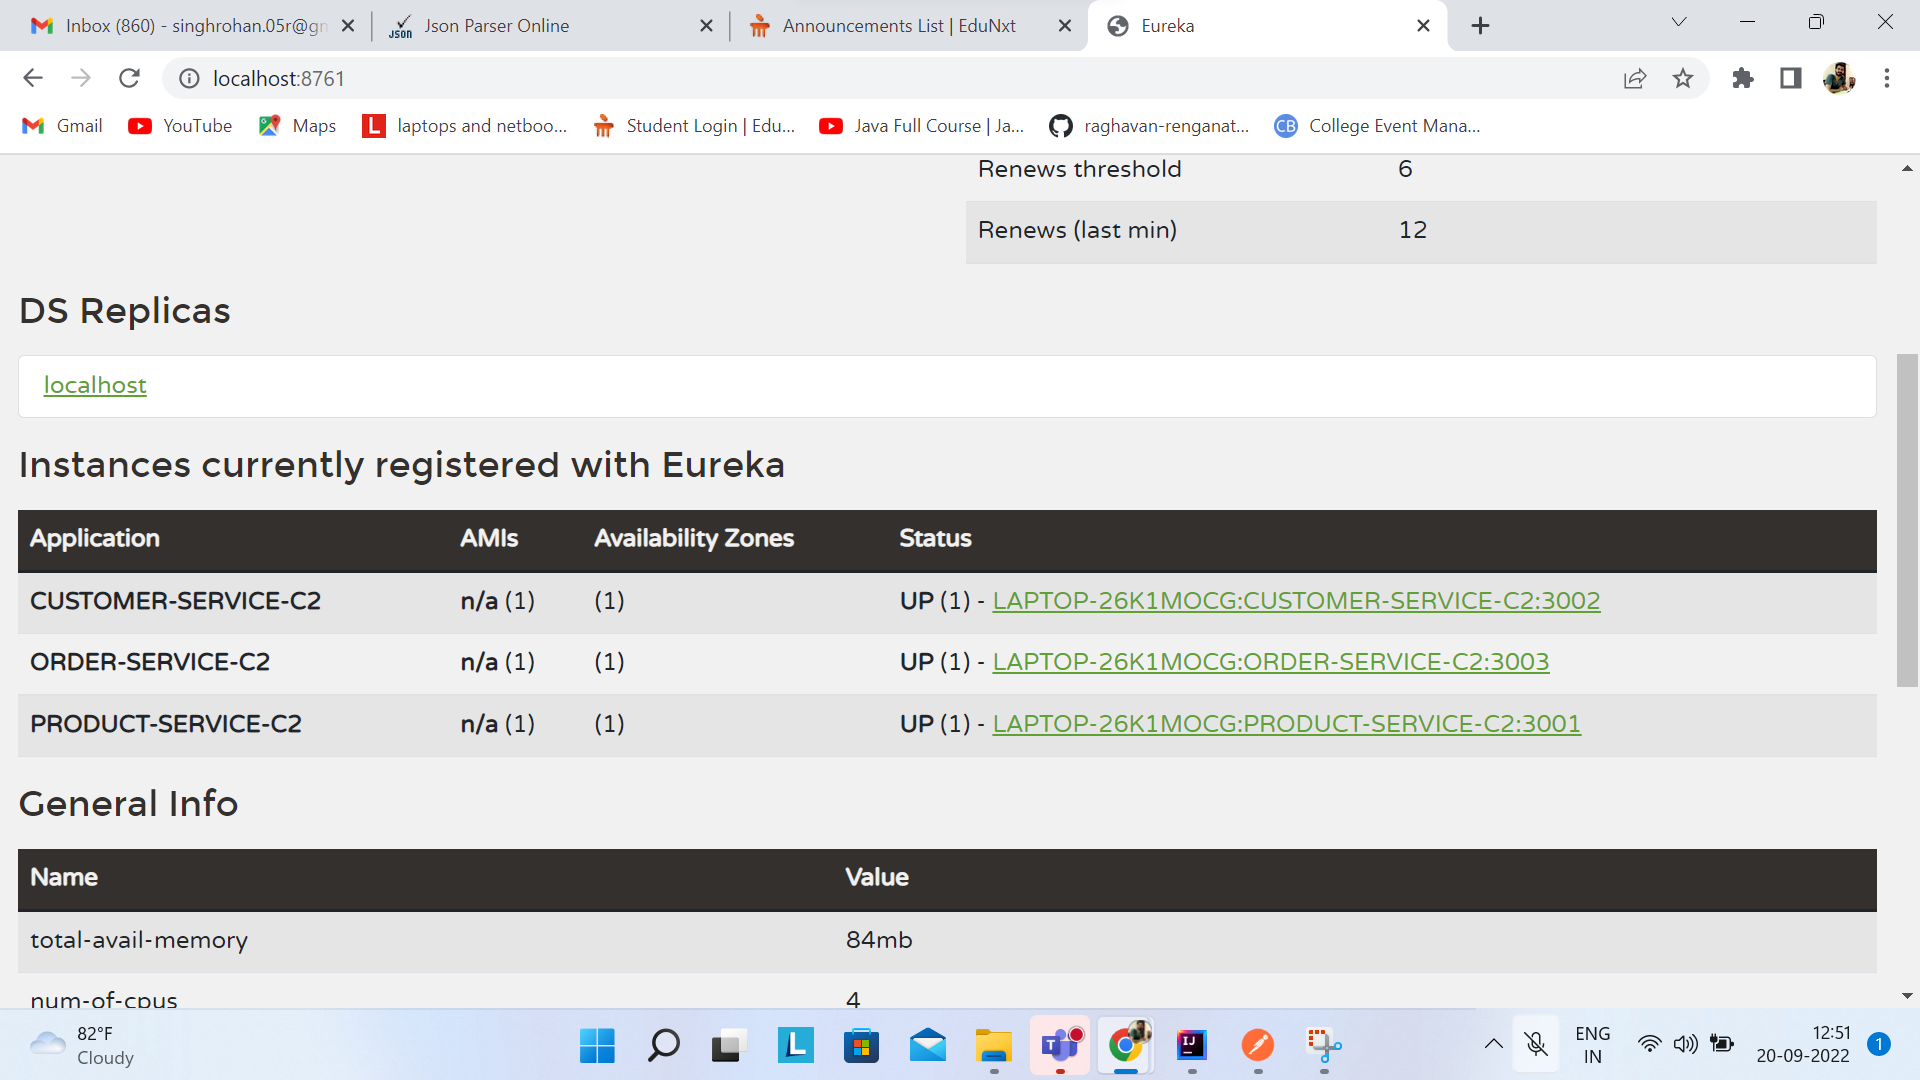 Inbox (860) - singhrohan.05r@gn
Json Parser Online
Announcements List | EduNxt
Eureka
localhost:8761
Gmail
YouTube
Maps
L
laptops and netboo...
Student Login | Edu...
Java Full Course | Ja...
raghavan-renganat...
CB
College Event Mana...
Renews threshold 6
Renews (last min) 12
DS Replicas
localhost
Instances currently registered with Eureka
Application AMIs Availability Zones Status
CUSTOMER-SERVICE-C2 n/a (1) (1) UP (1) - LAPTOP-26K1MOCG:CUSTOMER-SERVICE-C2:3002
ORDER-SERVICE-C2 n/a (1) (1) UP (1) - LAPTOP-26K1MOCG:ORDER-SERVICE-C2:3003
PRODUCT-SERVICE-C2 n/a (1) (1) UP (1) - LAPTOP-26K1MOCG:PRODUCT-SERVICE-C2:3001
General Info
Name Value
total-avail-memory 84mb
num-of-cpus 4
82°F
Cloudy
L
T
IJ
ENG
IN
12:51
20-09-2022
1